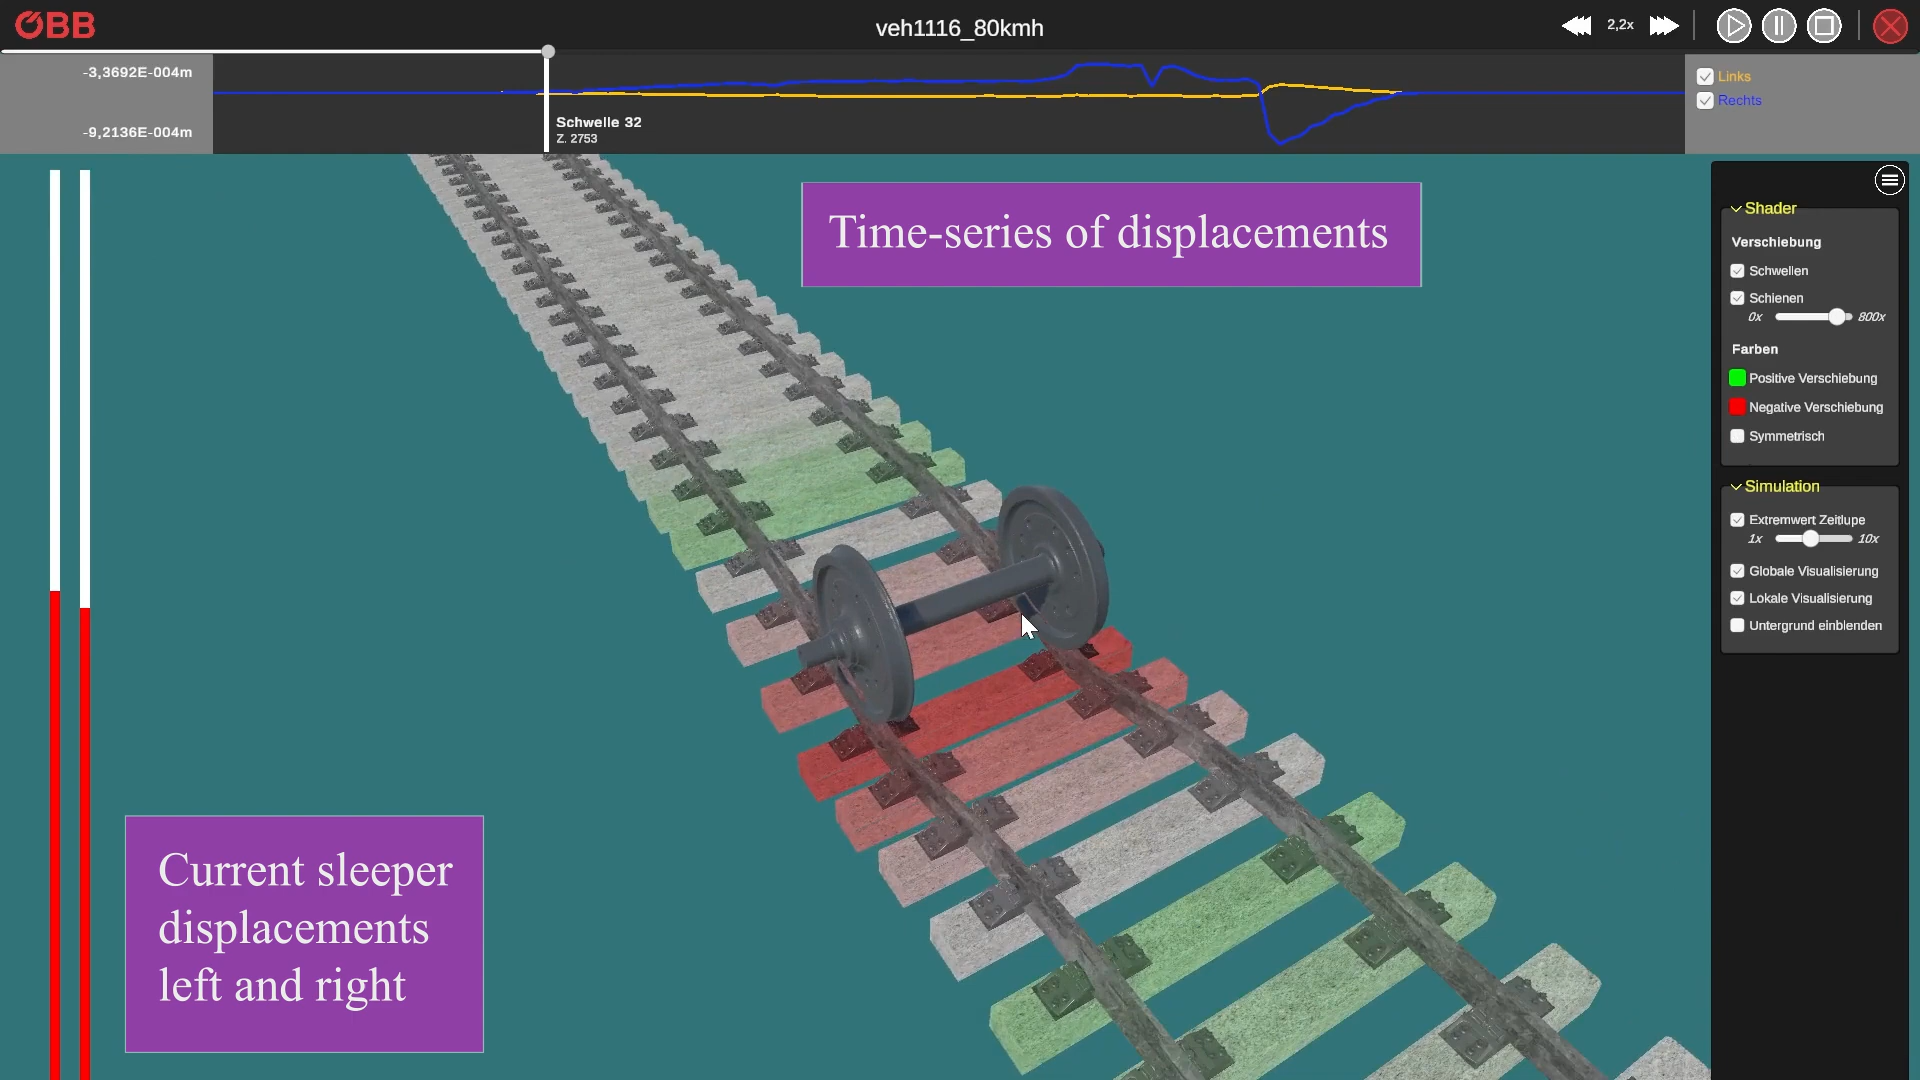 ÖBB
veh1116_80kmh
2,2x
-3,3692E-004m
-9,2136E-004m
Schwelle 32
Z. 2753
Links
Rechts
Time-series of displacements
Shader
Verschiebung
Schwellen
Schienen
0x 800x
Farben
Positive Verschiebung
Negative Verschiebung
Symmetrisch
Simulation
Extremwert Zeitlupe
1x 10x
Globale Visualisierung
Lokale Visualisierung
Untergrund einblenden
Current sleeper
displacements
left and right